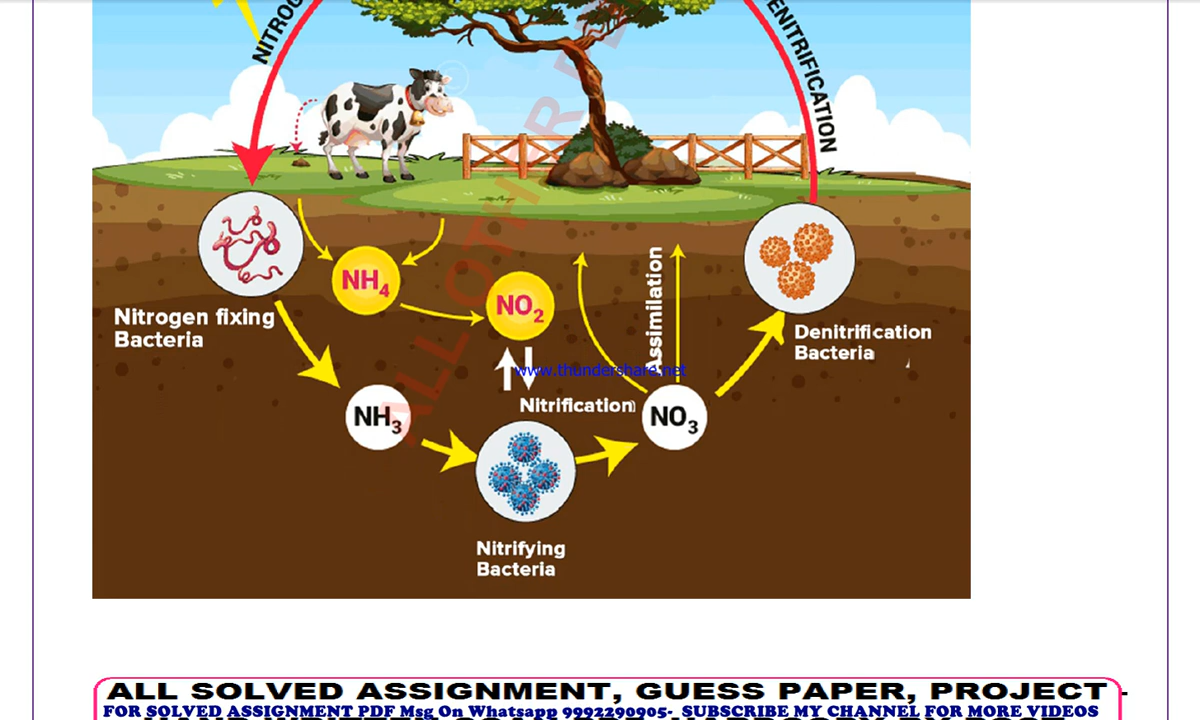 NITROG
ENITRIFICATION
NH4
NO2
Assimilation
Nitrogen fixing
Bacteria
Denitrification
Bacteria
www.thundershare.net
Nitrification
NH3
NO3
Nitrifying
Bacteria
ALL SOLVED ASSIGNMENT, GUESS PAPER, PROJECT -
FOR SOLVED ASSIGNMENT PDF Msg On Whatsapp 9992290905-, SUBSCRIBE MY CHANNEL FOR MORE VIDEOS